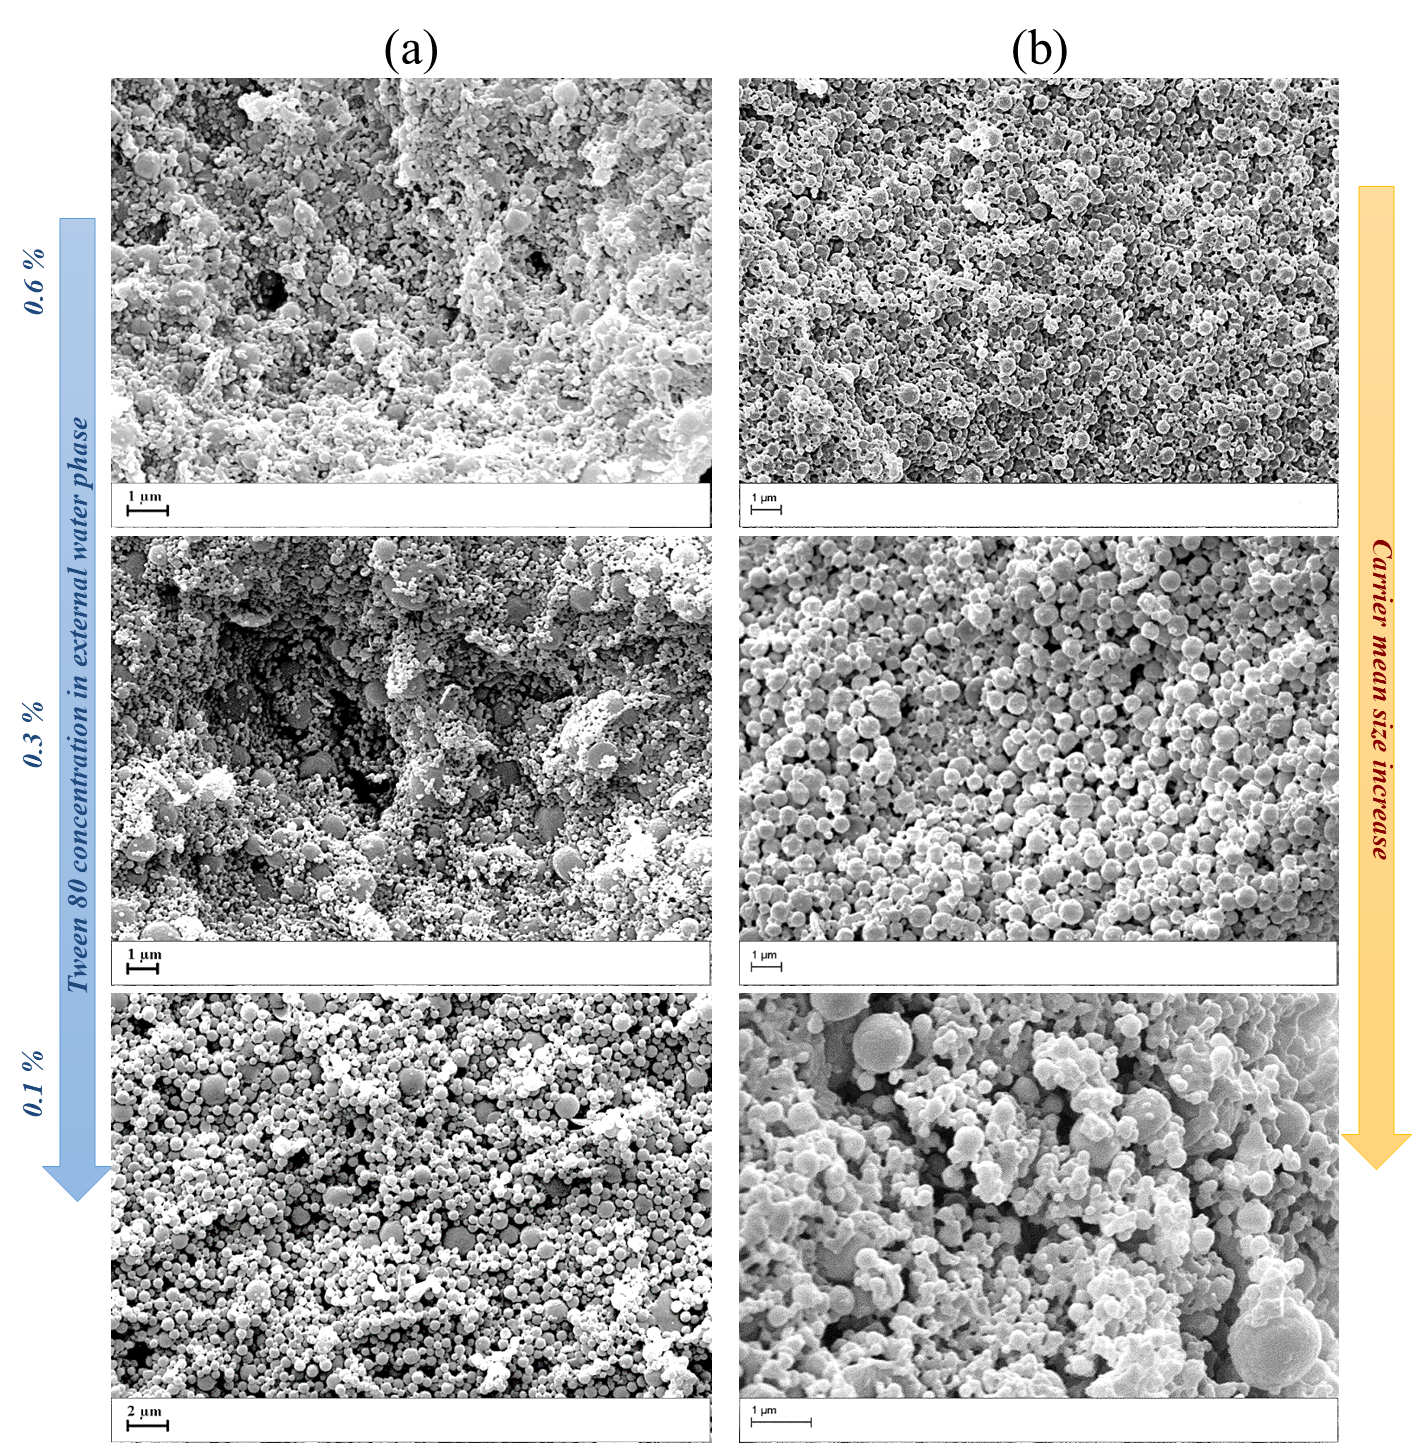 (a)
(b)
0.6 %
0.3 %
0.1 %
Tween 80 concentration in external water phase
Carrier mean size increase
1 µm
1 µm
1 µm
1 µm
2 µm
1 µm